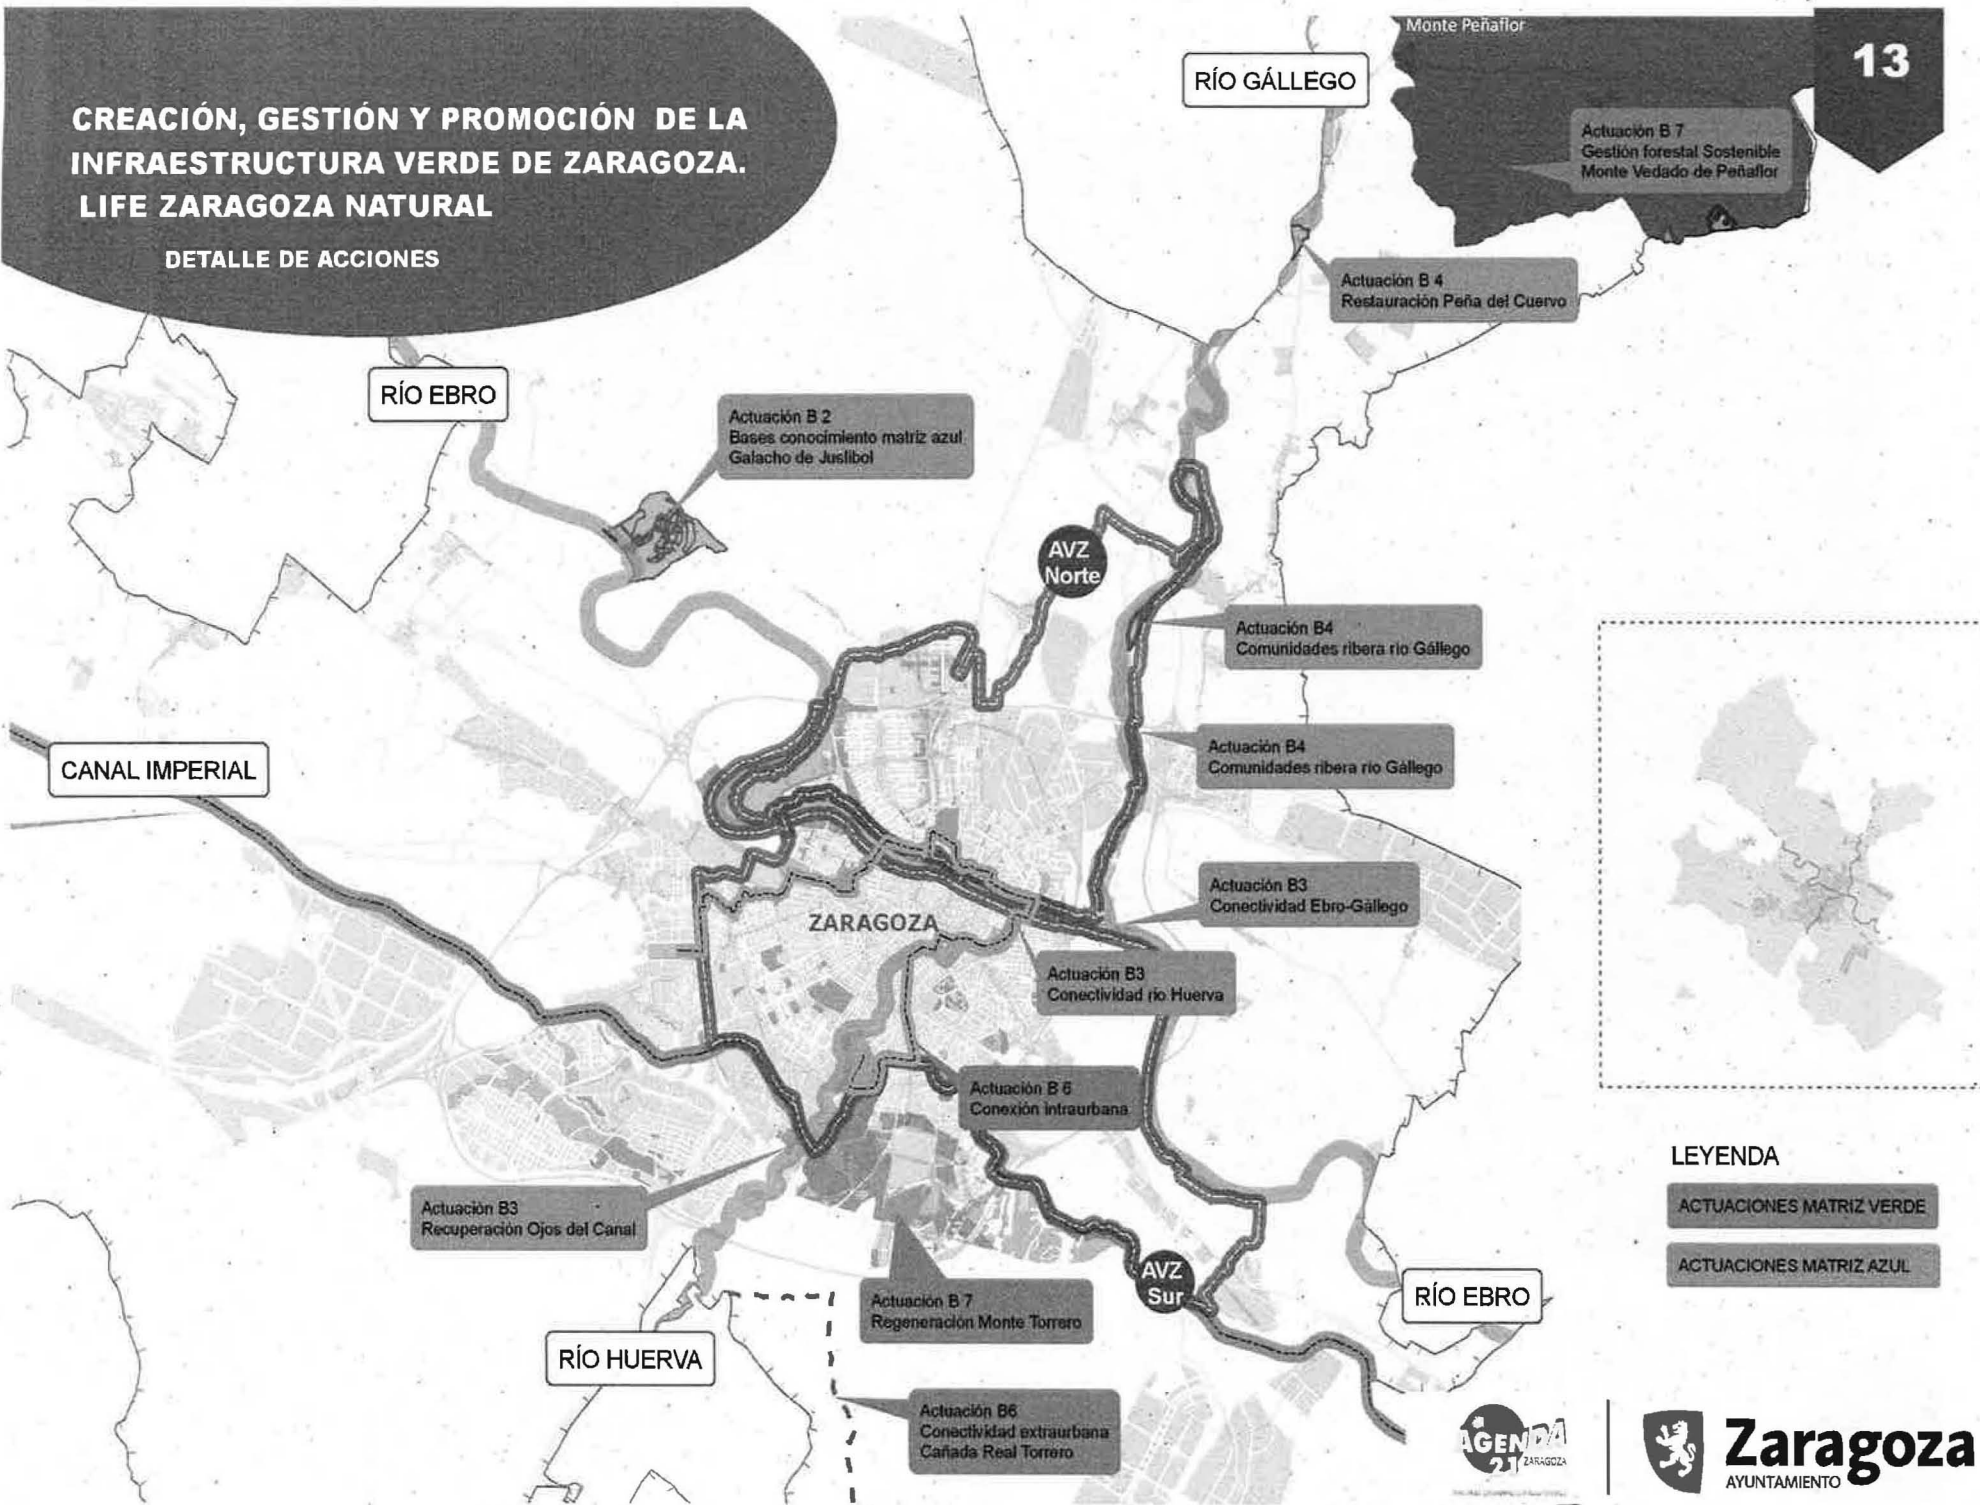 Monte Peñaflor
13
CREACIÓN, GESTIÓN Y PROMOCIÓN DE LA
INFRAESTRUCTURA VERDE DE ZARAGOZA.
LIFE ZARAGOZA NATURAL
DETALLE DE ACCIONES
RÍO GÁLLEGO
Actuación B 7
Gestión forestal Sostenible
Monte Vedado de Peñaflor
Actuación B 4
Restauración Peña del Cuervo
RÍO EBRO
Actuación B 2
Bases conocimiento matriz azul
Galacho de Juslibol
AVZ
Norte
Actuación B4
Comunidades ribera río Gállego
Actuación B4
Comunidades ribera río Gállego
CANAL IMPERIAL
Actuación B3
Conectividad Ebro-Gállego
ZARAGOZA
Actuación B3
Conectividad río Huerva
Actuación B 6
Conexión intraurbana
Actuación B3
Recuperación Ojos del Canal
AVZ
Sur
Actuación B 7
Regeneración Monte Torrero
RÍO EBRO
RÍO HUERVA
Actuación B6
Conectividad extraurbana
Cañada Real Torrero
LEYENDA
ACTUACIONES MATRIZ VERDE
ACTUACIONES MATRIZ AZUL
AGENDA
21 ZARAGOZA
Zaragoza
AYUNTAMIENTO